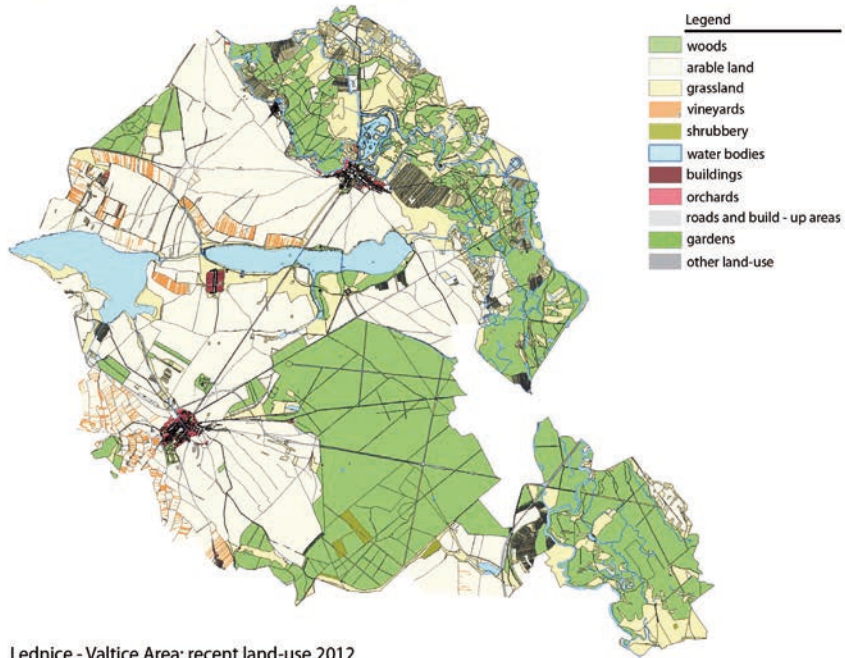 Legend
woods
arable land
grassland
vineyards
shrubbery
water bodies
buildings
orchards
roads and build - up areas
gardens
other land-use
Lednice - Valtice Area: recent land-use 2012